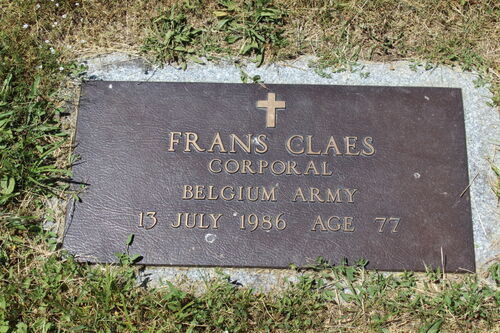 FRANS CLAES
CORPORAL
BELGIUM ARMY
13 JULY 1986 AGE 77